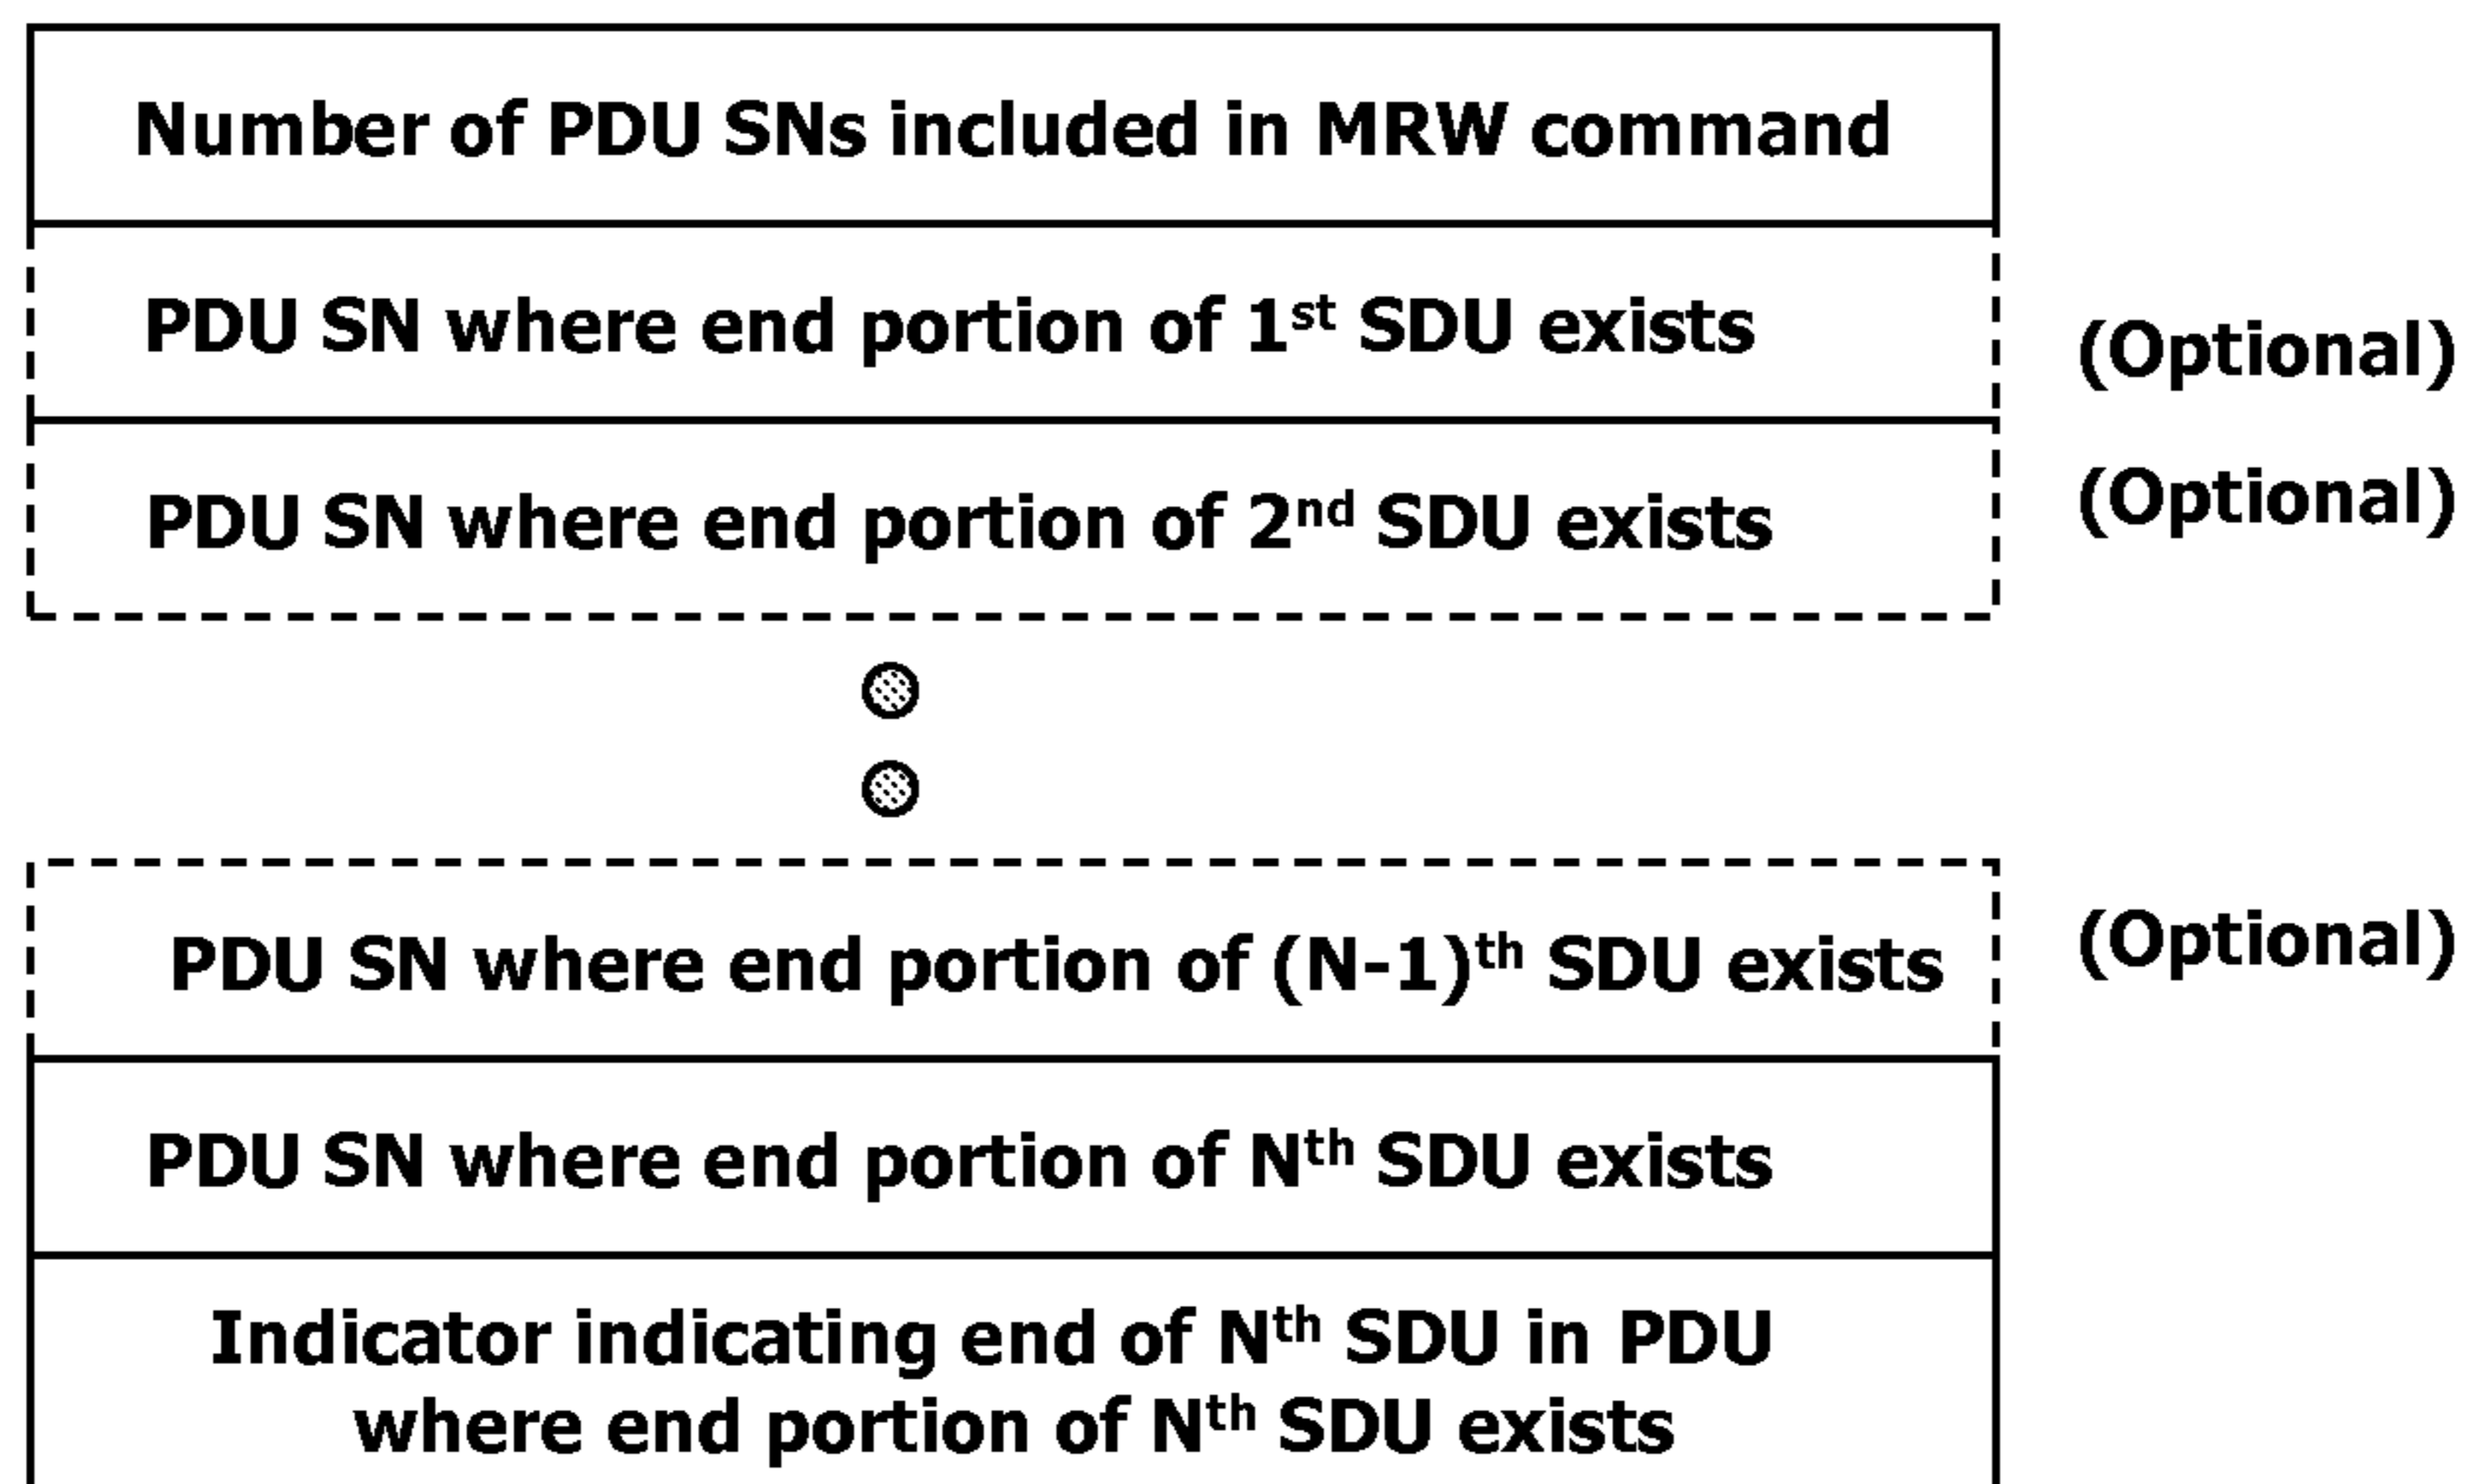 Number of PDU SNs included in MRW command
PDU SN where end portion of 1st SDU exists
(Optional)
PDU SN where end portion of 2nd SDU exists
(Optional)
PDU SN where end portion of (N-1)th SDU exists
(Optional)
PDU SN where end portion of Nth SDU exists
Indicator indicating end of Nth SDU in PDU
where end portion of Nth SDU exists